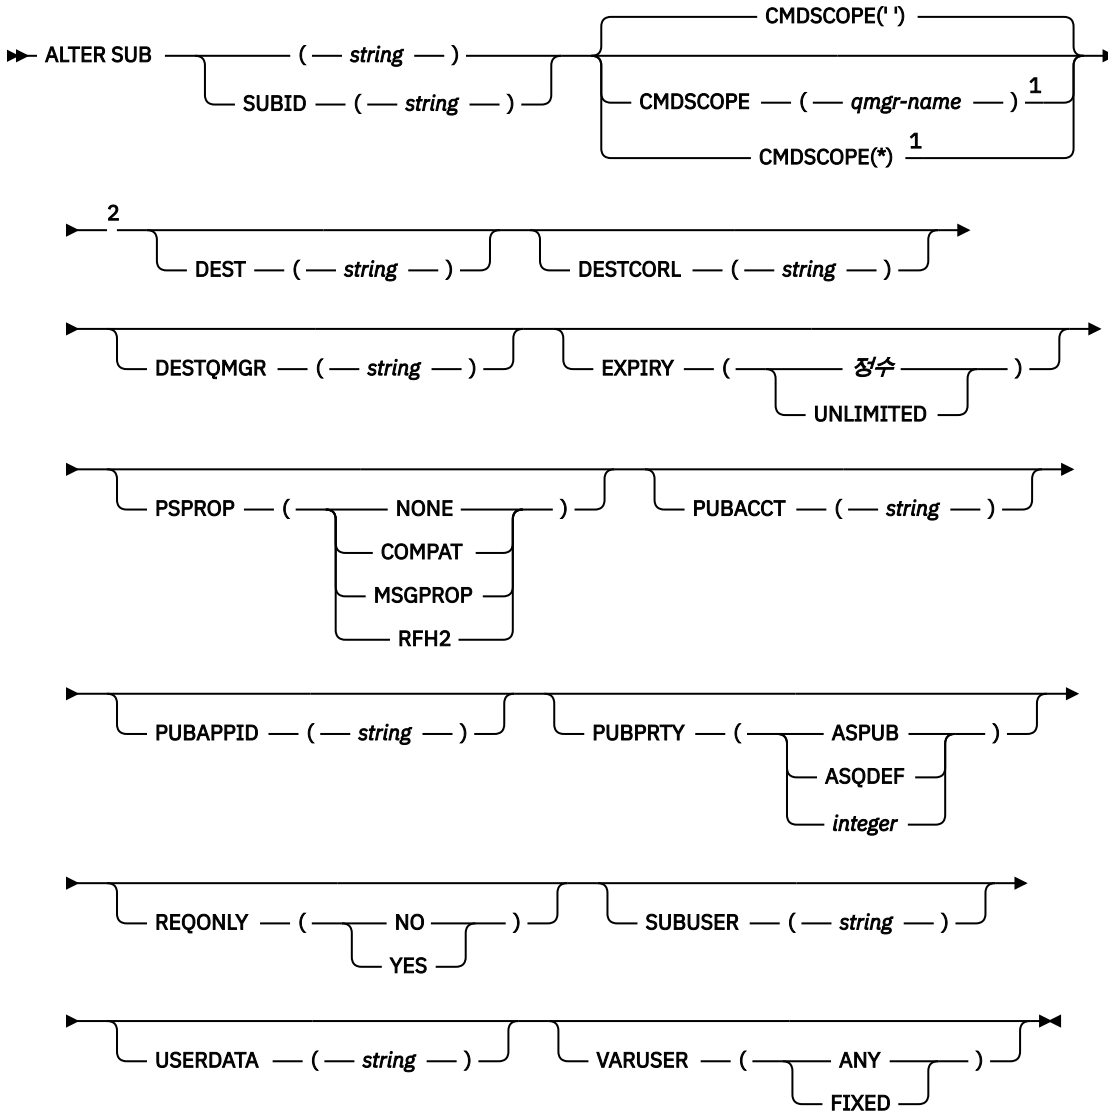 CMDSCOPE(' ')
ALTER SUB ( string )
SUBID ( string )
CMDSCOPE ( qmgr-name ) 1
CMDSCOPE(*) 1
2
DEST ( string ) DESTCORL ( string )
DESTQMGR ( string ) EXPIRY ( 정수 )
UNLIMITED
PSPROP ( NONE ) PUBACCT ( string )
COMPAT
MSGPROP
RFH2
PUBAPPID ( string ) PUBPRTY ( ASPUB )
ASQDEF
integer
REQONLY ( NO ) SUBUSER ( string )
YES
USERDATA ( string ) VARUSER ( ANY )
FIXED